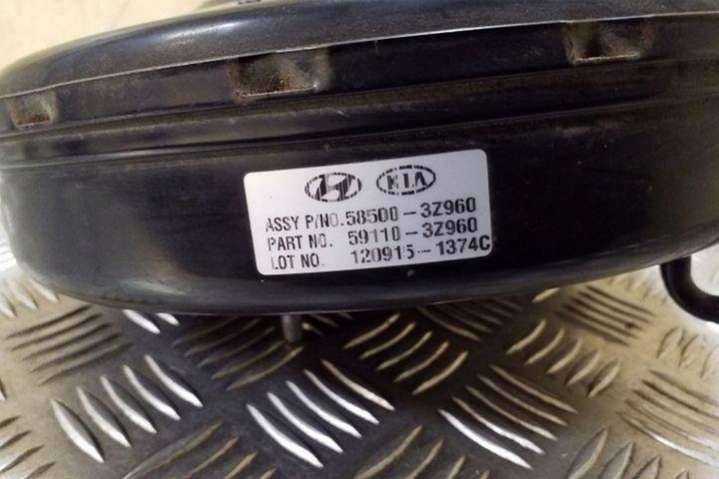 KIA
ASSY P/NO.58500-3Z960
PART NO. 59110-3Z960
LOT NO. 120915-1374C